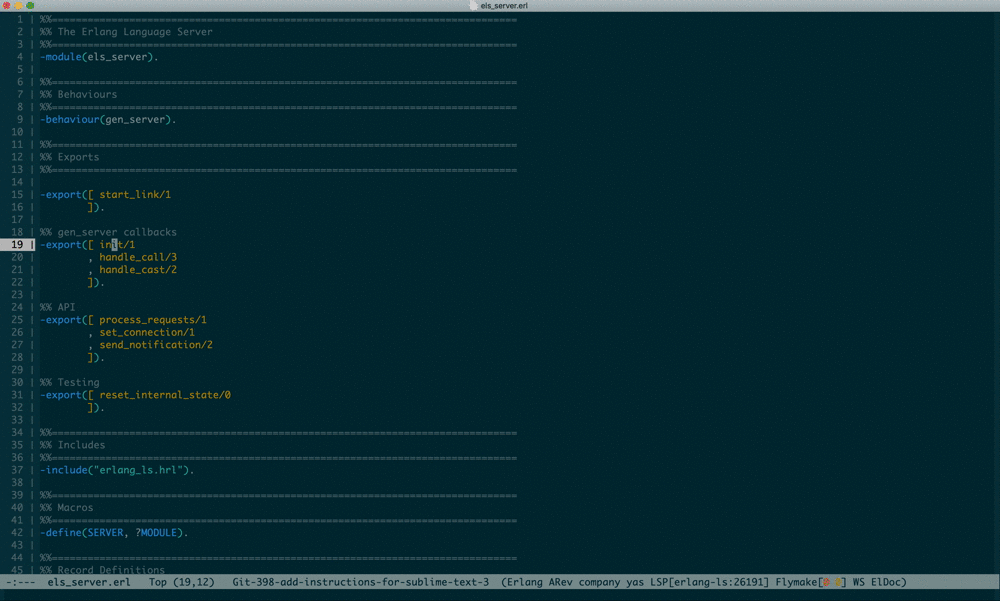 els_server.erl
1 | %%==============================================================================
2 | %% The Erlang Language Server
3 | %%==============================================================================
4 | -module(els_server).
5 |
6 | %%==============================================================================
7 | %% Behaviours
8 | %%==============================================================================
9 | -behaviour(gen_server).
10 |
11 | %%==============================================================================
12 | %% Exports
13 | %%==============================================================================
14 |
15 | -export([ start_link/1
16 |         ]).
17 |
18 | %% gen_server callbacks
19 | -export([ init/1
20 |         , handle_call/3
21 |         , handle_cast/2
22 |         ]).
23 |
24 | %% API
25 | -export([ process_requests/1
26 |         , set_connection/1
27 |         , send_notification/2
28 |         ]).
29 |
30 | %% Testing
31 | -export([ reset_internal_state/0
32 |         ]).
33 |
34 | %%==============================================================================
35 | %% Includes
36 | %%==============================================================================
37 | -include("erlang_ls.hrl").
38 |
39 | %%==============================================================================
40 | %% Macros
41 | %%==============================================================================
42 | -define(SERVER, ?MODULE).
43 |
44 | %%==============================================================================
45 | %% Record Definitions
-:--- els_server.erl Top (19,12) Git-398-add-instructions-for-sublime-text-3 (Erlang ARev company yas LSP[erlang-ls:26191] Flymake[] WS ElDoc)